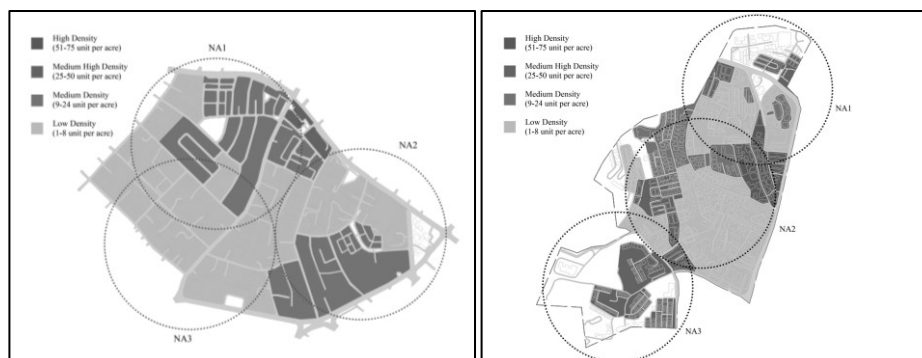 High Density
(51-75 unit per acre)
Medium High Density
(25-50 unit per acre)
Medium Density
(9-24 unit per acre)
Low Density
(1-8 unit per acre)
NA1
NA2
NA3
High Density
(51-75 unit per acre)
Medium High Density
(25-50 unit per acre)
Medium Density
(9-24 unit per acre)
Low Density
(1-8 unit per acre)
NA1
NA2
NA3